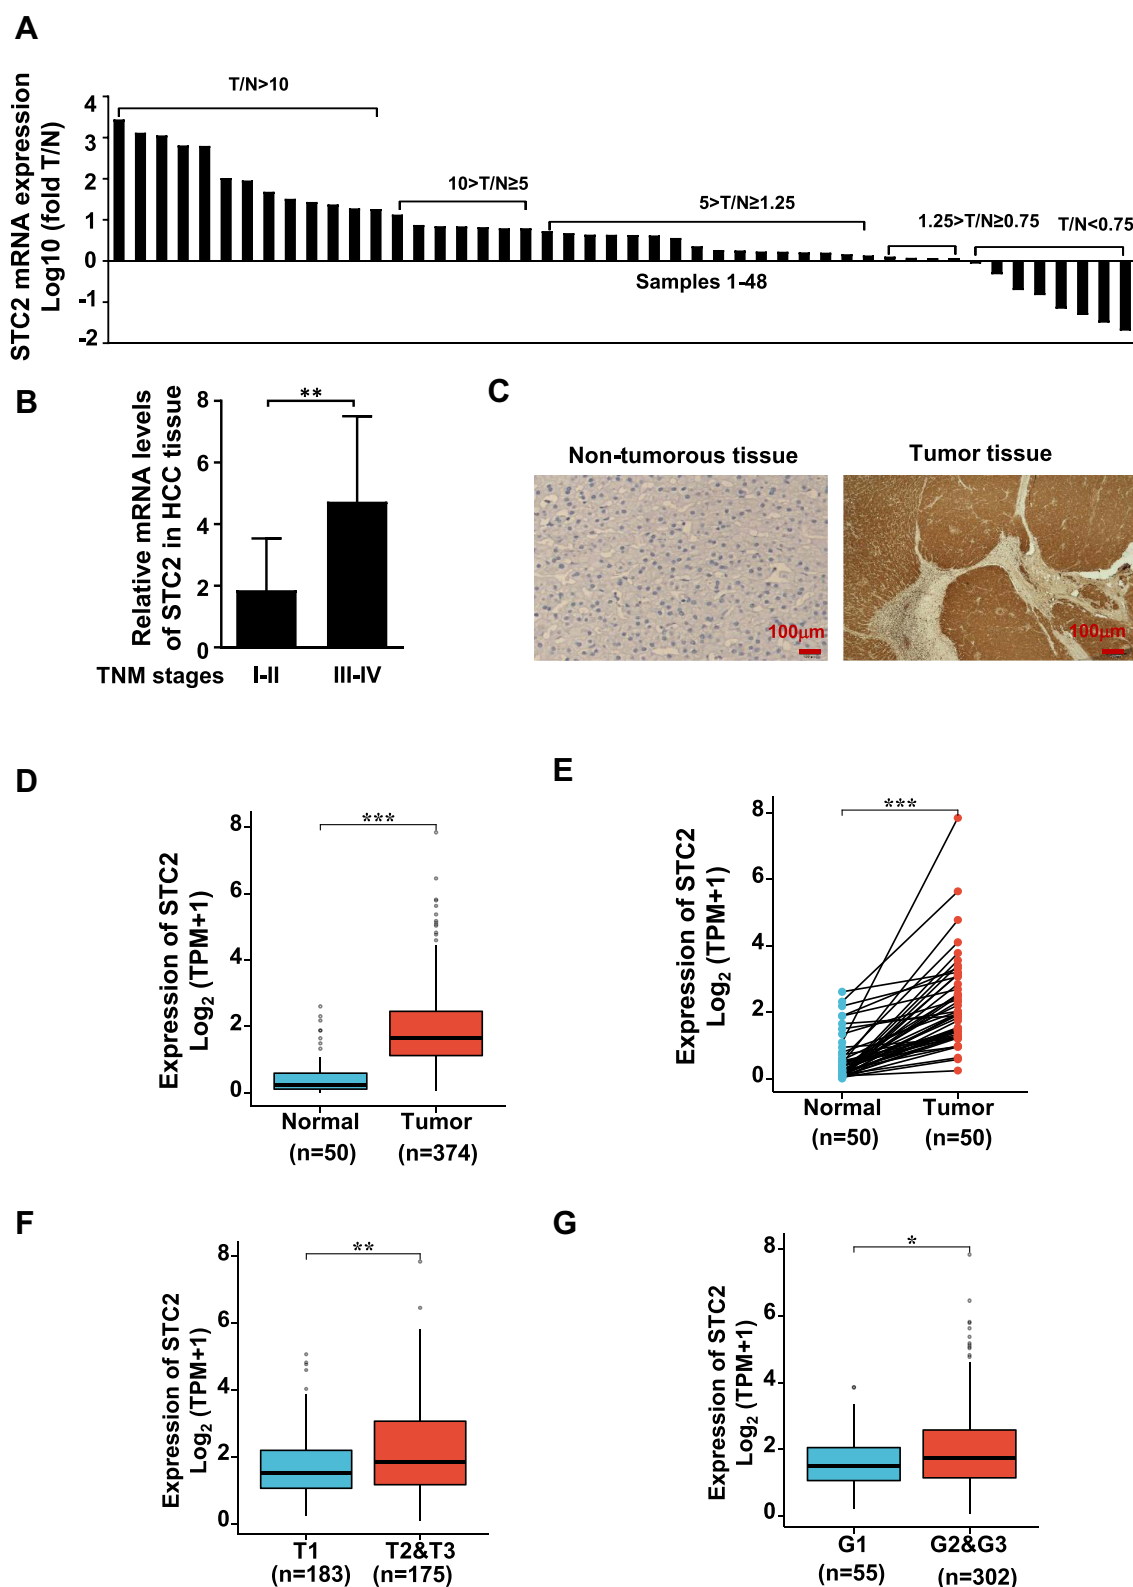 A
STC2 mRNA expression
Log10 (fold T/N)
4
3
2
1
0
-1
-2
T/N>10
10>T/N≥5
5>T/N≥1.25
1.25>T/N≥0.75
T/N<0.75
Samples 1-48
B
Relative mRNA levels
of STC2 in HCC tissue
8
6
4
2
0
**
TNM stages I-II III-IV
C
Non-tumorous tissue
Tumor tissue
100μm
100μm
D
Expression of STC2
Log₂ (TPM+1)
8
6
4
2
0
***
Normal Tumor
(n=50) (n=374)
E
Expression of STC2
Log₂ (TPM+1)
8
6
4
2
0
***
Normal Tumor
(n=50) (n=50)
F
Expression of STC2
Log₂ (TPM+1)
8
6
4
2
0
**
T1 T2&T3
(n=183) (n=175)
G
Expression of STC2
Log₂ (TPM+1)
8
6
4
2
0
*
G1 G2&G3
(n=55) (n=302)